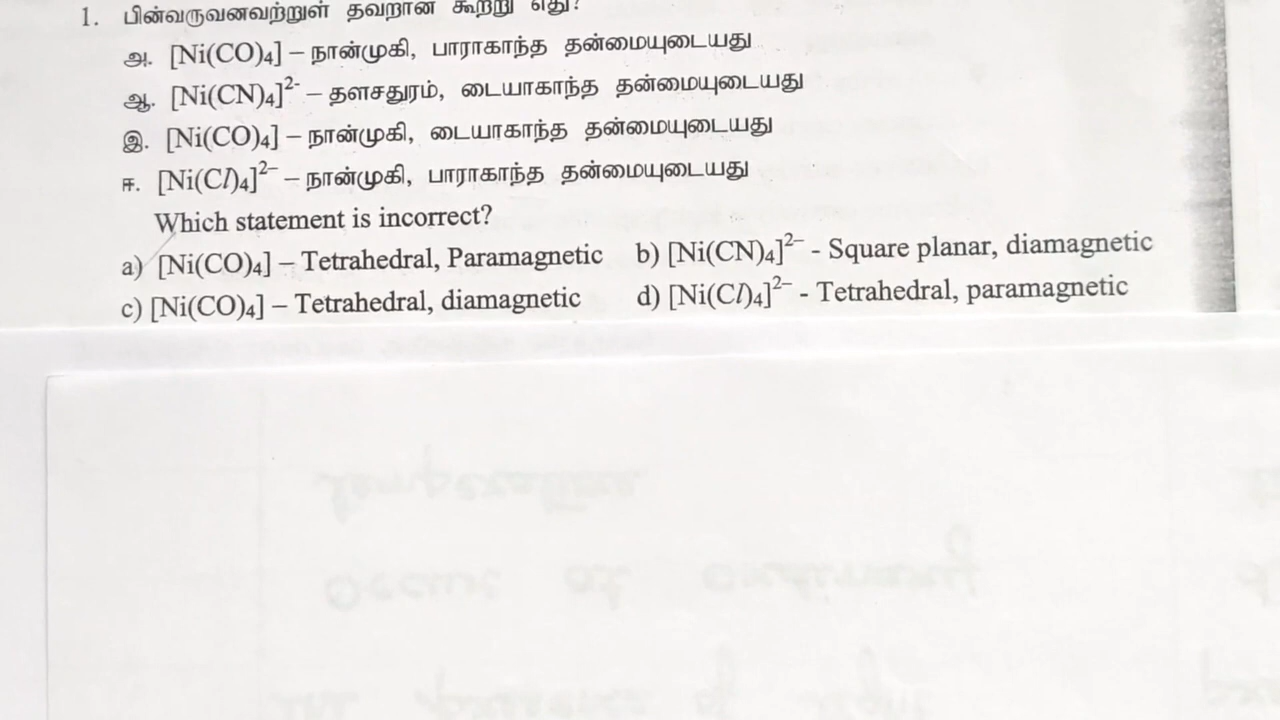 1. பின்வருவனவற்றுள் தவறான கூற்று எது?
அ. [Ni(CO)₄] – நான்முகி, பாராகாந்த தன்மையுடையது
ஆ. [Ni(CN)₄]²⁻ – தளசதுரம், டையாகாந்த தன்மையுடையது
இ. [Ni(CO)₄] – நான்முகி, டையாகாந்த தன்மையுடையது
ஈ. [Ni(Cl)₄]²⁻ – நான்முகி, பாராகாந்த தன்மையுடையது
Which statement is incorrect?
a) [Ni(CO)₄] – Tetrahedral, Paramagnetic b) [Ni(CN)₄]²⁻ - Square planar, diamagnetic
c) [Ni(CO)₄] – Tetrahedral, diamagnetic d) [Ni(Cl)₄]²⁻ - Tetrahedral, paramagnetic